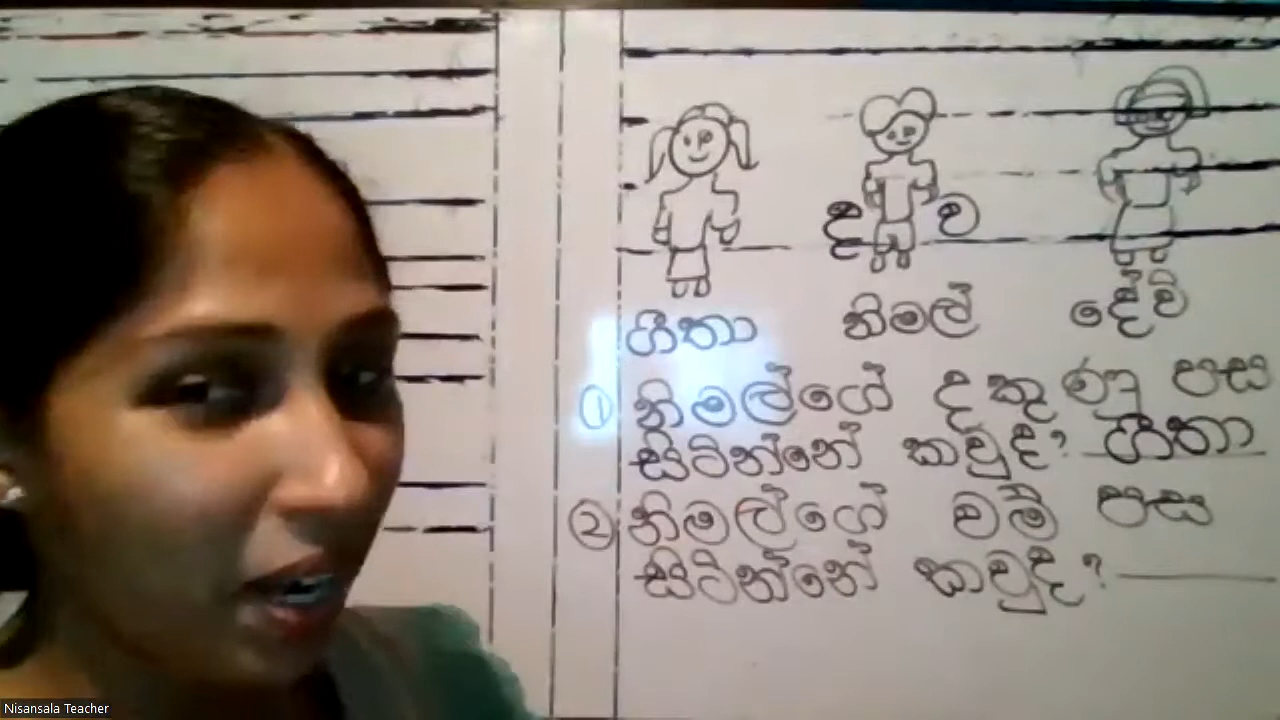 ද ව
ගීතා නිමල් දේවි
① නිමල්ගේ දකුණු පස
සිටින්නේ කවුද? ගීතා
② නිමල්ගේ වම් පස
සිටින්නේ කවුද?
Nisansala Teacher